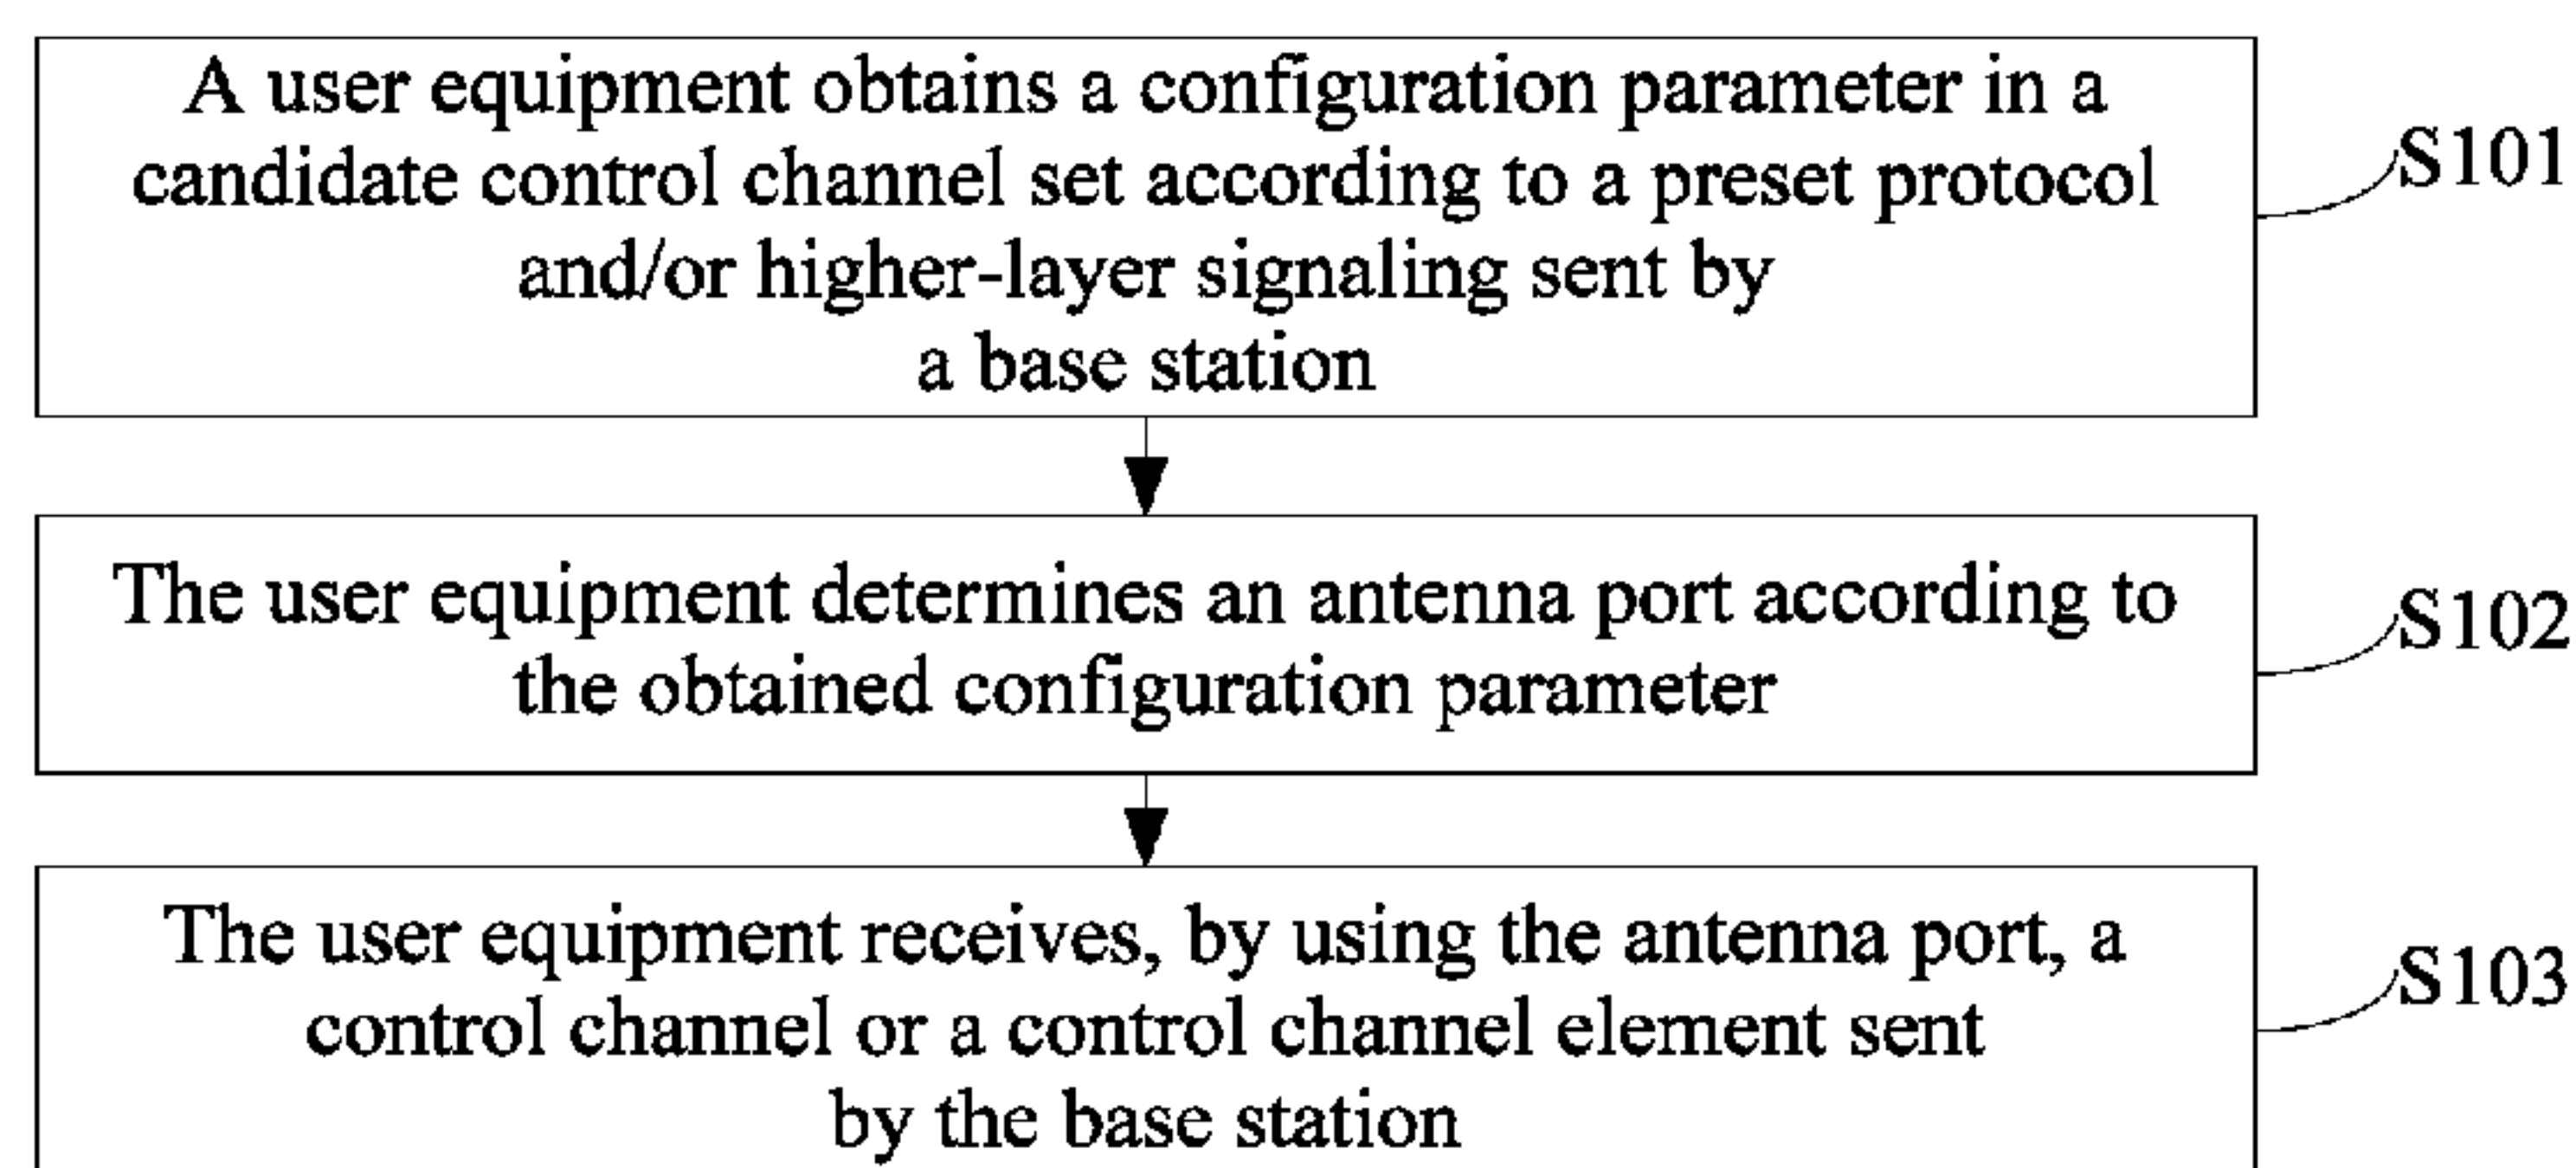 A user equipment obtains a configuration parameter in a
candidate control channel set according to a preset protocol
and/or higher-layer signaling sent by
a base station
S101
The user equipment determines an antenna port according to
the obtained configuration parameter
S102
The user equipment receives, by using the antenna port, a
control channel or a control channel element sent
by the base station
S103